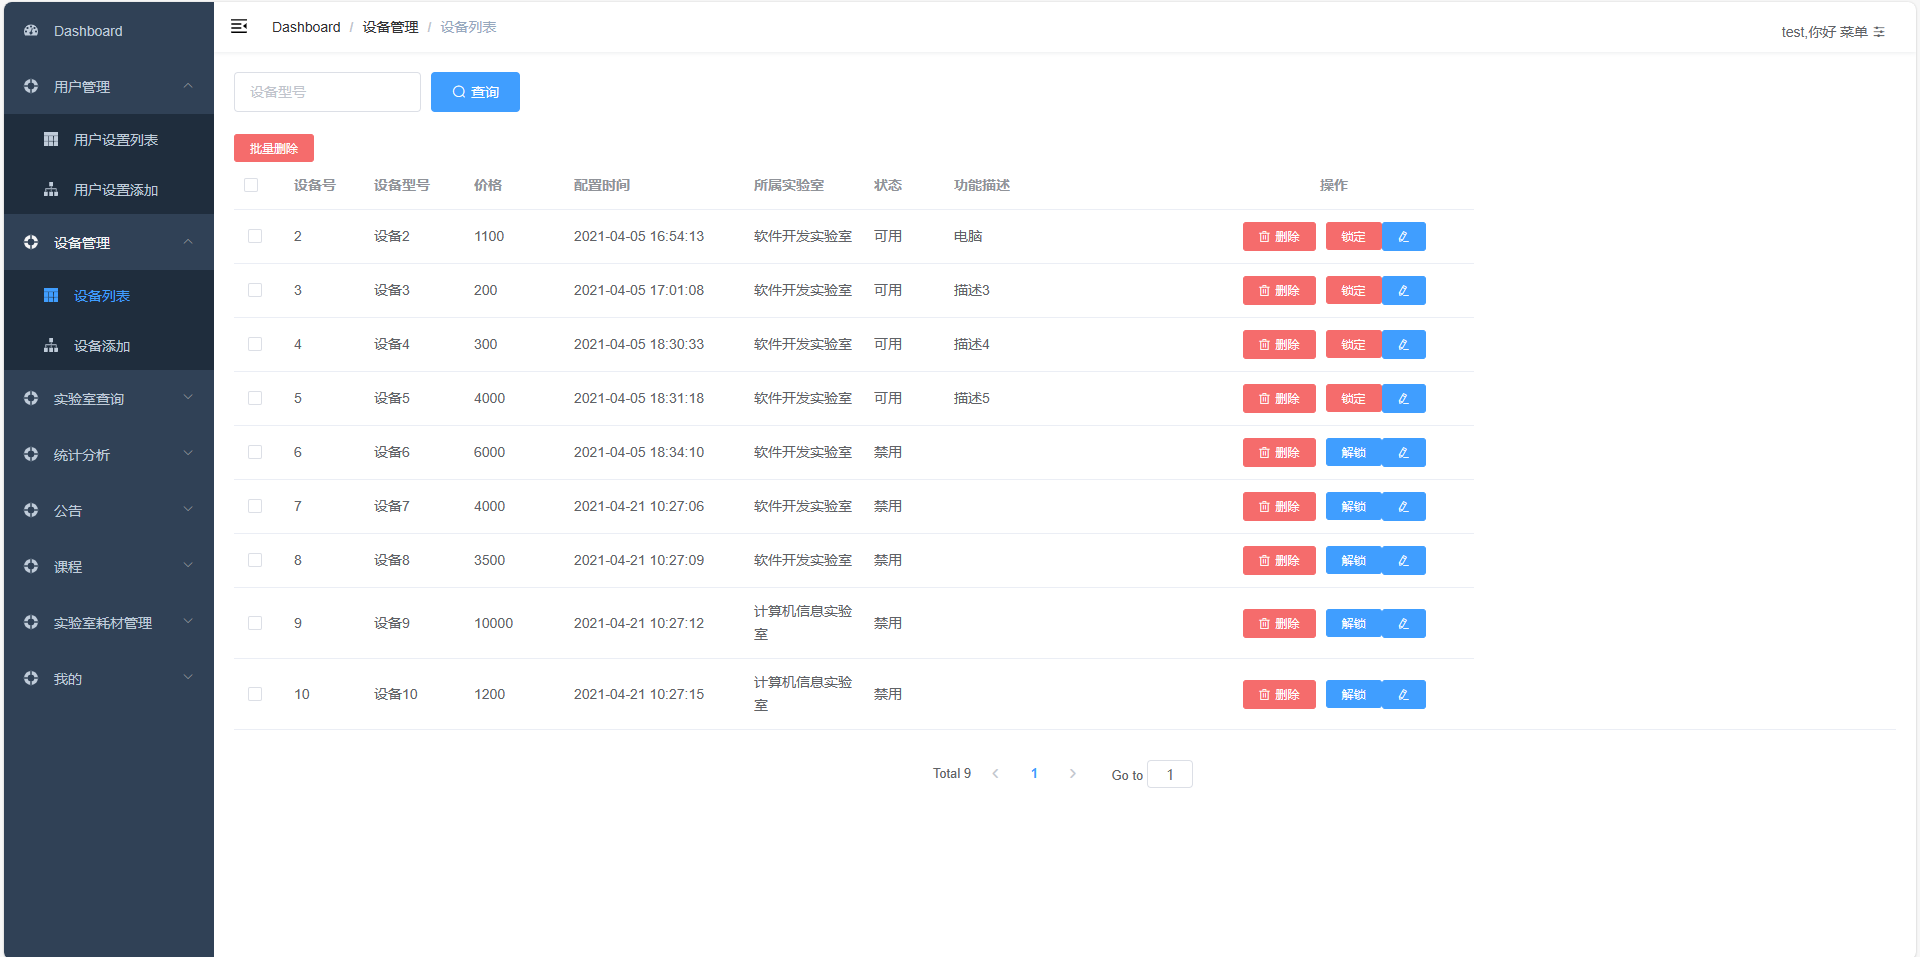 Dashboard
用户管理
用户设置列表
用户设置添加
设备管理
设备列表
设备添加
实验室查询
统计分析
公告
课程
实验室耗材管理
我的
Dashboard / 设备管理 / 设备列表
test,你好 菜单
设备型号
查询
批量删除
设备号 设备型号 价格 配置时间 所属实验室 状态 功能描述 操作
2 设备2 1100 2021-04-05 16:54:13 软件开发实验室 可用 电脑 删除 锁定
3 设备3 200 2021-04-05 17:01:08 软件开发实验室 可用 描述3 删除 锁定
4 设备4 300 2021-04-05 18:30:33 软件开发实验室 可用 描述4 删除 锁定
5 设备5 4000 2021-04-05 18:31:18 软件开发实验室 可用 描述5 删除 锁定
6 设备6 6000 2021-04-05 18:34:10 软件开发实验室 禁用 删除 解锁
7 设备7 4000 2021-04-21 10:27:06 软件开发实验室 禁用 删除 解锁
8 设备8 3500 2021-04-21 10:27:09 软件开发实验室 禁用 删除 解锁
9 设备9 10000 2021-04-21 10:27:12 计算机信息实验室 禁用 删除 解锁
10 设备10 1200 2021-04-21 10:27:15 计算机信息实验室 禁用 删除 解锁
Total 9 1 Go to 1